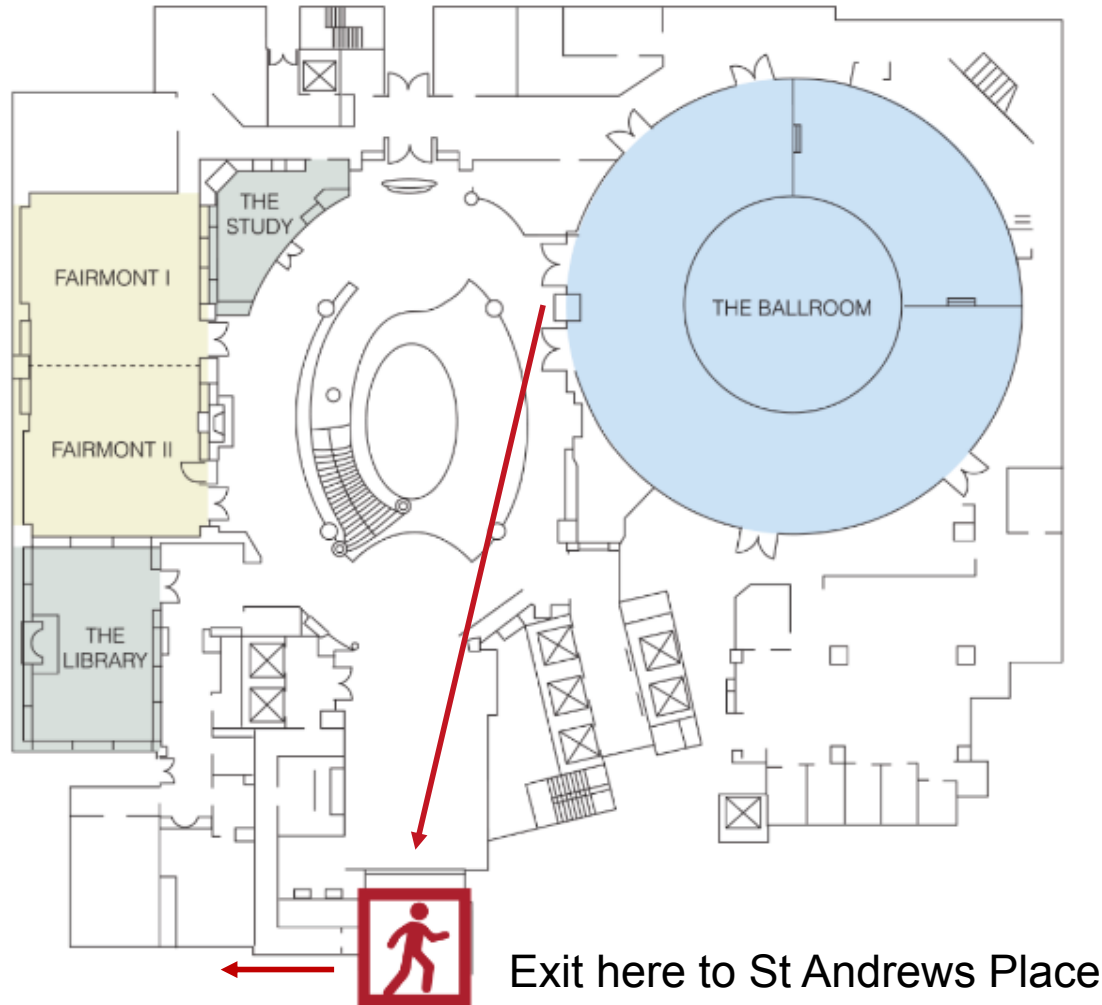 THE
STUDY
FAIRMONT I
THE BALLROOM
FAIRMONT II
THE
LIBRARY
Exit here to St Andrews Place